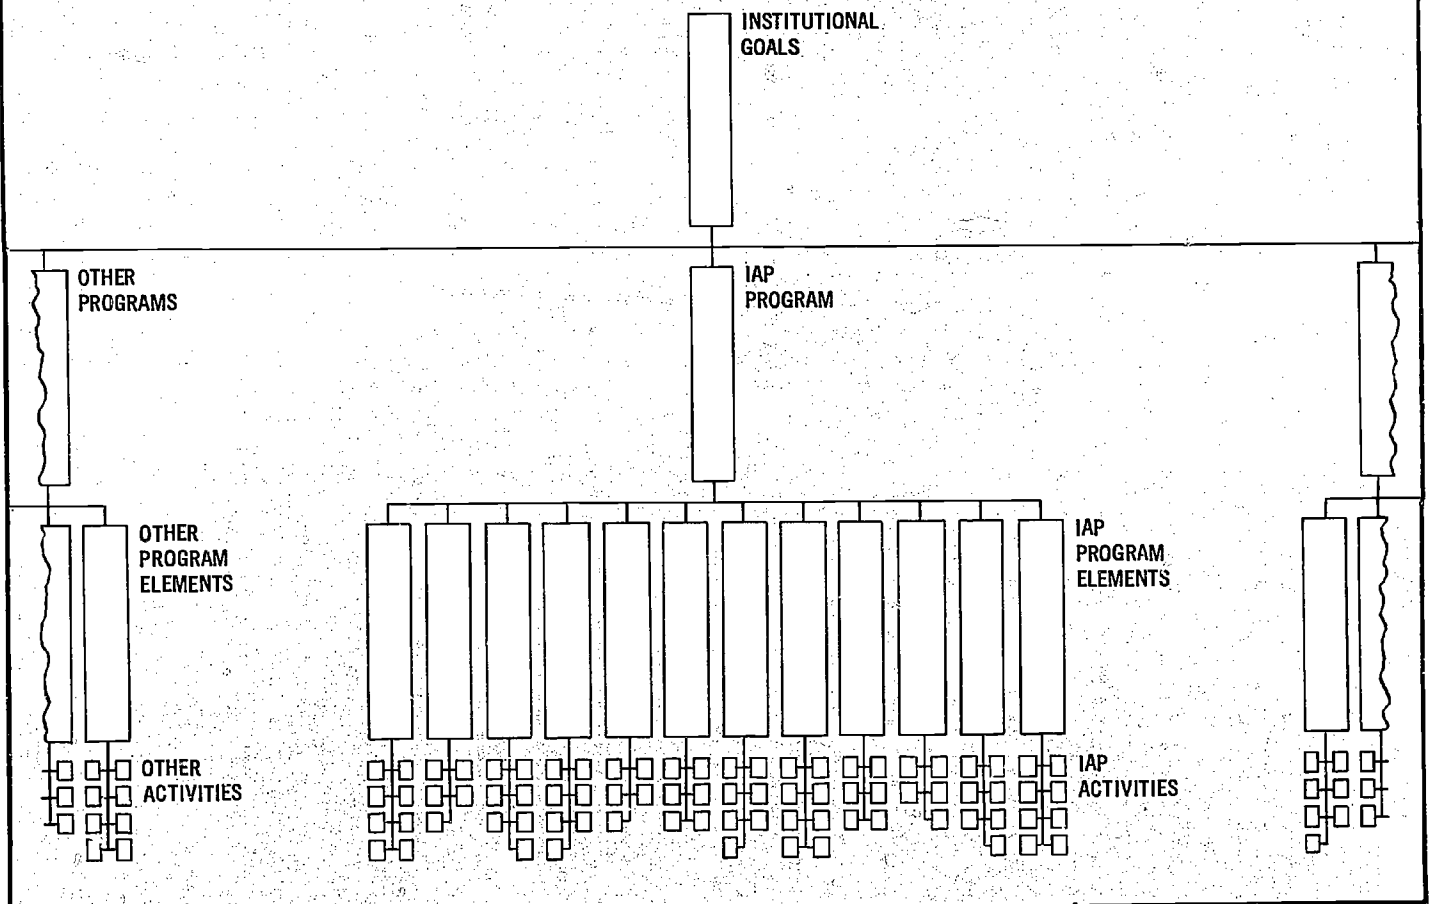 INSTITUTIONAL
GOALS
OTHER
PROGRAMS
IAP
PROGRAM
OTHER
PROGRAM
ELEMENTS
IAP
PROGRAM
ELEMENTS
OTHER
ACTIVITIES
IAP
ACTIVITIES